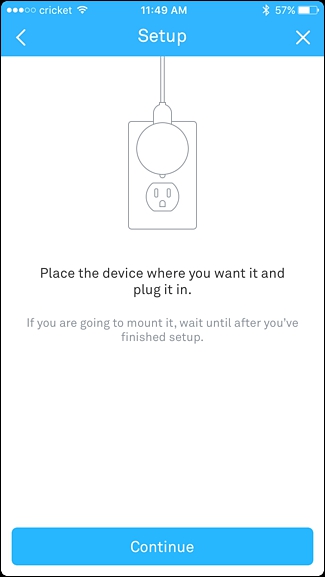 cricket 11:49 AM 57%
Setup
Place the device where you want it and
plug it in.
If you are going to mount it, wait until after you've
finished setup.
Continue